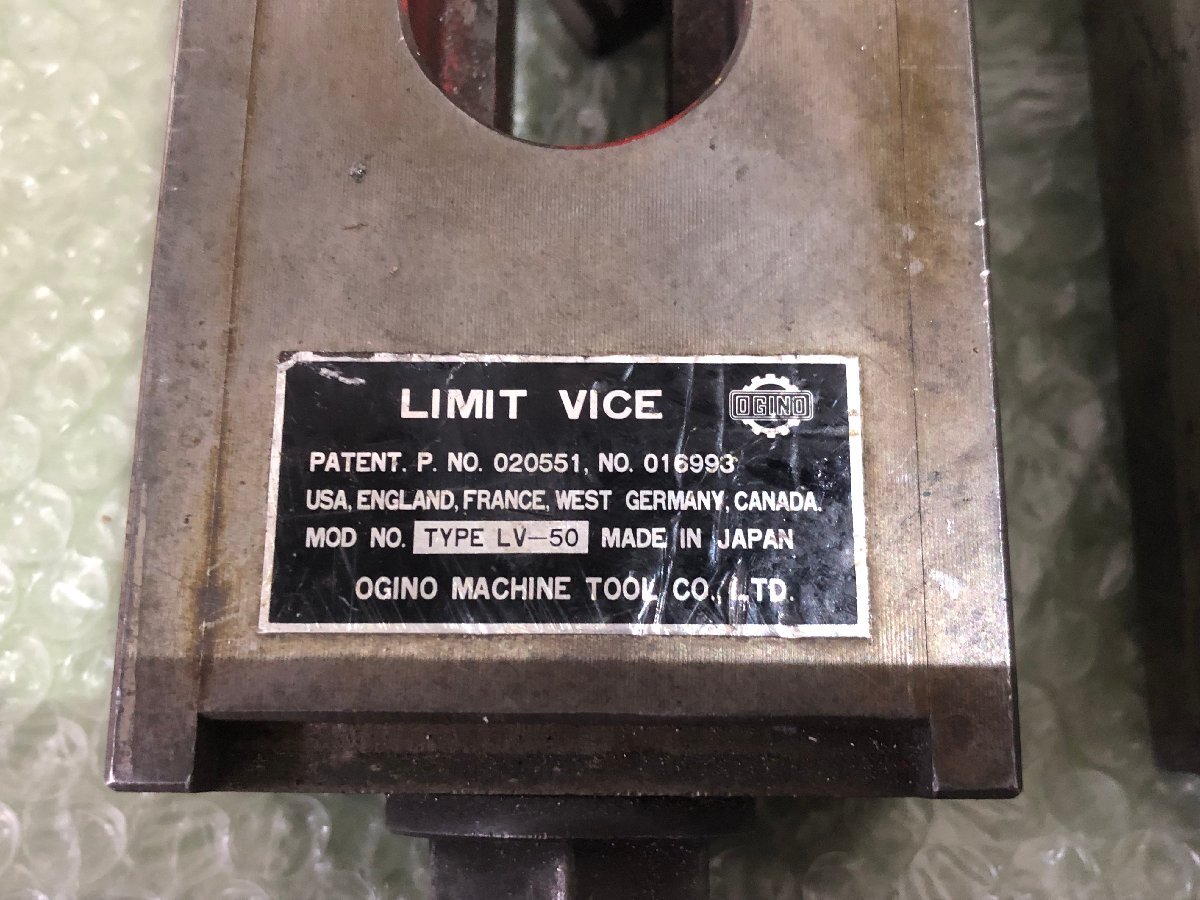 LIMIT VICE
OGINO
PATENT. P. NO. 020551, NO. 016993
USA, ENGLAND, FRANCE, WEST GERMANY, CANADA.
MOD NO. TYPE LV-50 MADE IN JAPAN
OGINO MACHINE TOOL CO., LTD.